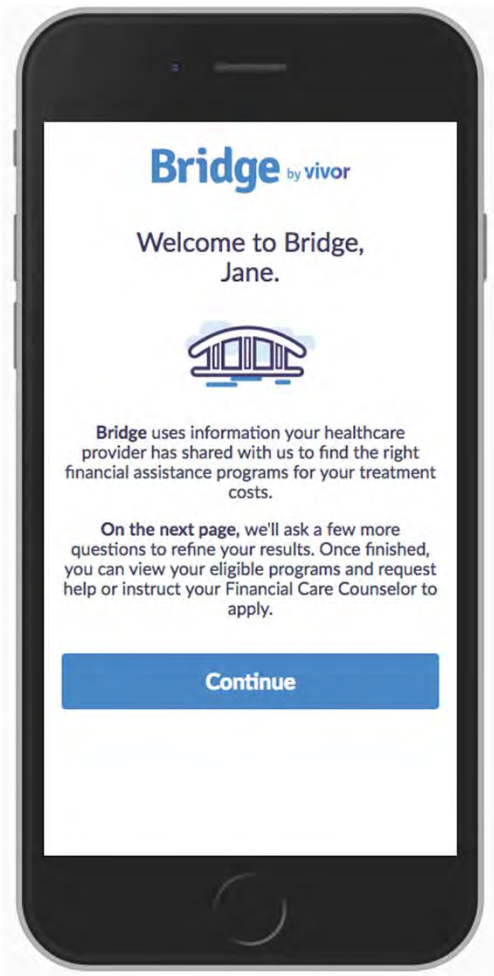 Bridge by vivor
Welcome to Bridge,
Jane.
Bridge uses information your healthcare
provider has shared with us to find the right
financial assistance programs for your treatment
costs.
On the next page, we'll ask a few more
questions to refine your results. Once finished,
you can view your eligible programs and request
help or instruct your Financial Care Counselor to
apply.
Continue